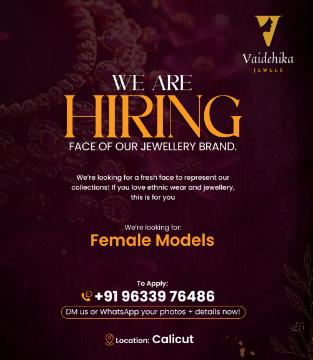 Vaidehika
JEWELS
WE ARE
HIRING
FACE OF OUR JEWELLERY BRAND.
We're looking for a fresh face to represent our
collections! If you love ethnic wear and jewellery,
this is for you
We're looking for:
Female Models
To Apply:
+91 96339 76486
DM us or WhatsApp your photos + details now!
Location: Calicut